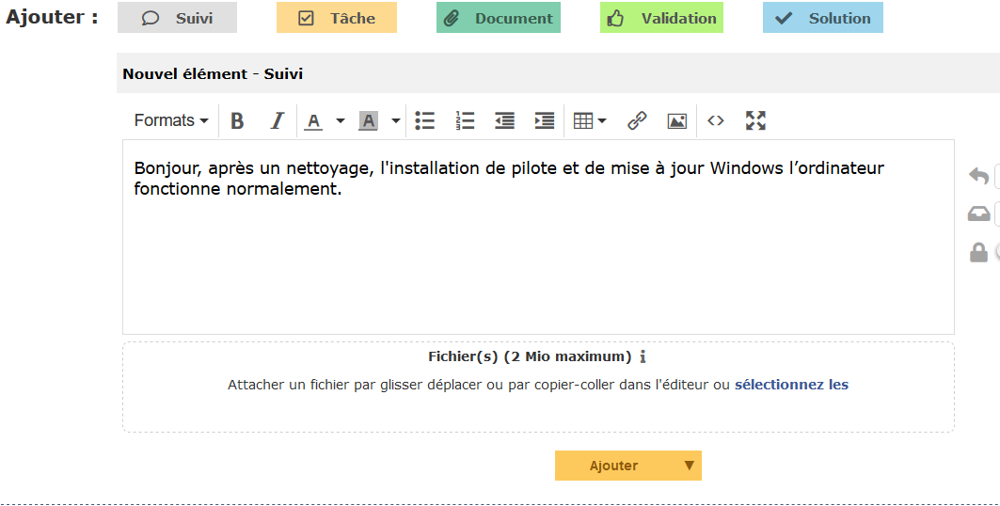 Ajouter : Suivi Tâche Document Validation Solution
Nouvel élément - Suivi
Formats B I A A <>
Bonjour, après un nettoyage, l'installation de pilote et de mise à jour Windows l’ordinateur
fonctionne normalement.
Fichier(s) (2 Mio maximum) i
Attacher un fichier par glisser déplacer ou par copier-coller dans l'éditeur ou sélectionnez les
Ajouter ▼